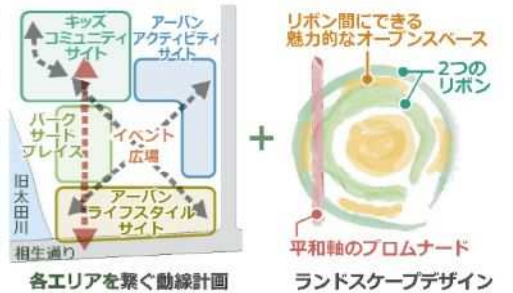 キッズ
コミュニティ
サイト
アーバン
アクティビティ
サイト
パーク
サード
プレイス
イベント
広場
アーバン
ライフスタイル
サイト
旧太田川
相生通り
各エリアを繋ぐ動線計画
+
リボン間にできる
魅力的なオープンスペース
2つの
リボン
平和軸のプロムナード
ランドスケープデザイン